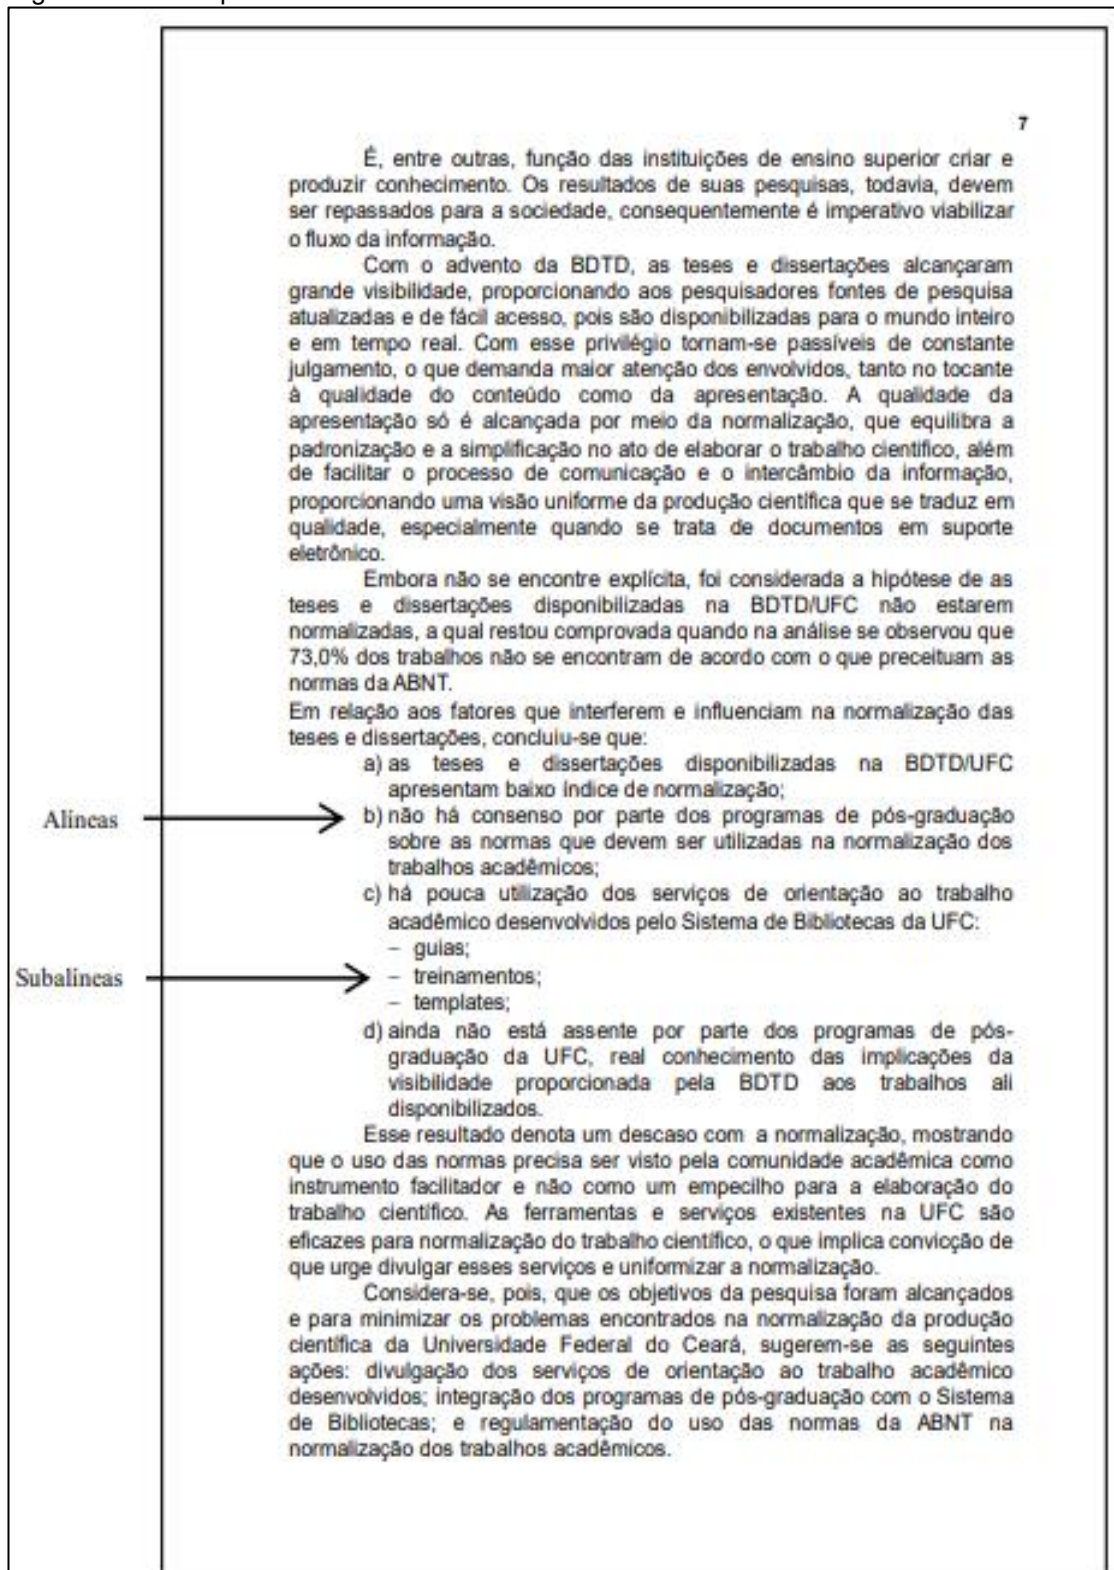 7
É, entre outras, função das instituições de ensino superior criar e
produzir conhecimento. Os resultados de suas pesquisas, todavia, devem
ser repassados para a sociedade, consequentemente é imperativo viabilizar
o fluxo da informação.
Com o advento da BDTD, as teses e dissertações alcançaram
grande visibilidade, proporcionando aos pesquisadores fontes de pesquisa
atualizadas e de fácil acesso, pois são disponibilizadas para o mundo inteiro
e em tempo real. Com esse privilégio tornam-se passíveis de constante
julgamento, o que demanda maior atenção dos envolvidos, tanto no tocante
à qualidade do conteúdo como da apresentação. A qualidade da
apresentação só é alcançada por meio da normalização, que equilibra a
padronização e a simplificação no ato de elaborar o trabalho científico, além
de facilitar o processo de comunicação e o intercâmbio da informação,
proporcionando uma visão uniforme da produção científica que se traduz em
qualidade, especialmente quando se trata de documentos em suporte
eletrônico.
Embora não se encontre explícita, foi considerada a hipótese de as
teses e dissertações disponibilizadas na BDTD/UFC não estarem
normalizadas, a qual restou comprovada quando na análise se observou que
73,0% dos trabalhos não se encontram de acordo com o que preceituam as
normas da ABNT.
Em relação aos fatores que interferem e influenciam na normalização das
teses e dissertações, concluiu-se que:
a) as teses e dissertações disponibilizadas na BDTD/UFC
apresentam baixo índice de normalização;
Alíneas b) não há consenso por parte dos programas de pós-graduação
sobre as normas que devem ser utilizadas na normalização dos
trabalhos acadêmicos;
c) há pouca utilização dos serviços de orientação ao trabalho
acadêmico desenvolvidos pelo Sistema de Bibliotecas da UFC:
– guias;
Subalíneas – treinamentos;
– templates;
d) ainda não está assente por parte dos programas de pós-
graduação da UFC, real conhecimento das implicações da
visibilidade proporcionada pela BDTD aos trabalhos ali
disponibilizados.
Esse resultado denota um descaso com a normalização, mostrando
que o uso das normas precisa ser visto pela comunidade acadêmica como
instrumento facilitador e não como um empecilho para a elaboração do
trabalho científico. As ferramentas e serviços existentes na UFC são
eficazes para normalização do trabalho científico, o que implica convicção de
que urge divulgar esses serviços e uniformizar a normalização.
Considera-se, pois, que os objetivos da pesquisa foram alcançados
e para minimizar os problemas encontrados na normalização da produção
científica da Universidade Federal do Ceará, sugerem-se as seguintes
ações: divulgação dos serviços de orientação ao trabalho acadêmico
desenvolvidos; integração dos programas de pós-graduação com o Sistema
de Bibliotecas; e regulamentação do uso das normas da ABNT na
normalização dos trabalhos acadêmicos.